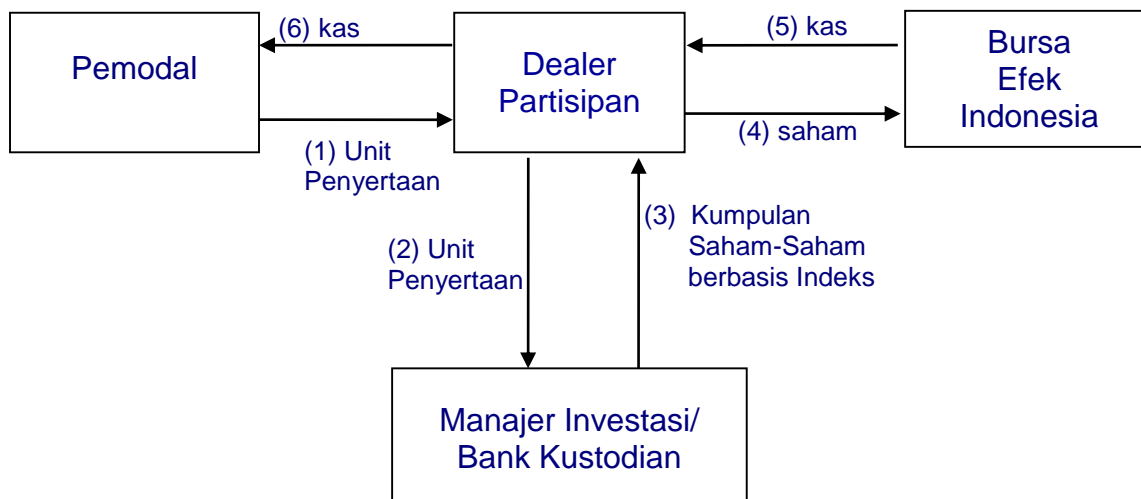 (6) kas
(5) kas
Pemodal
Dealer
Partisipan
Bursa
Efek
Indonesia
(4) saham
(1) Unit
Penyertaan
(2) Unit
Penyertaan
(3) Kumpulan
Saham-Saham
berbasis Indeks
Manajer Investasi/
Bank Kustodian